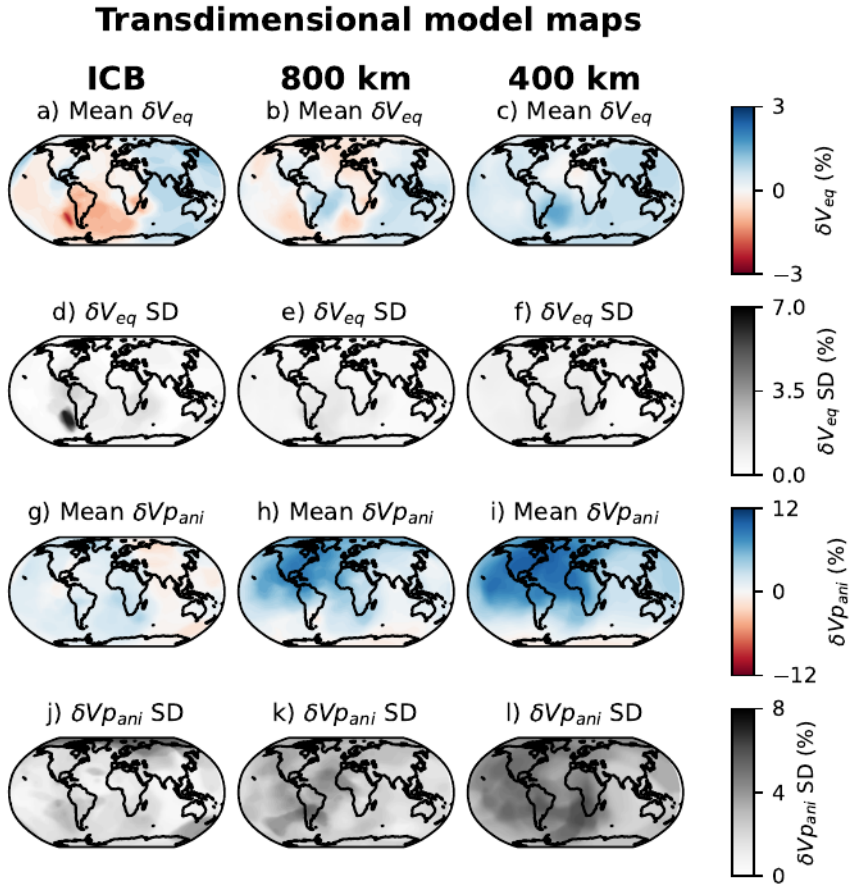 Transdimensional model maps
ICB 800 km 400 km
a) Mean δV_eq b) Mean δV_eq c) Mean δV_eq
3
0
−3
δV_eq (%)
d) δV_eq SD e) δV_eq SD f) δV_eq SD
7.0
3.5
0.0
δV_eq SD (%)
g) Mean δVp_ani h) Mean δVp_ani i) Mean δVp_ani
12
0
−12
δVp_ani (%)
j) δVp_ani SD k) δVp_ani SD l) δVp_ani SD
8
4
0
δVp_ani SD (%)